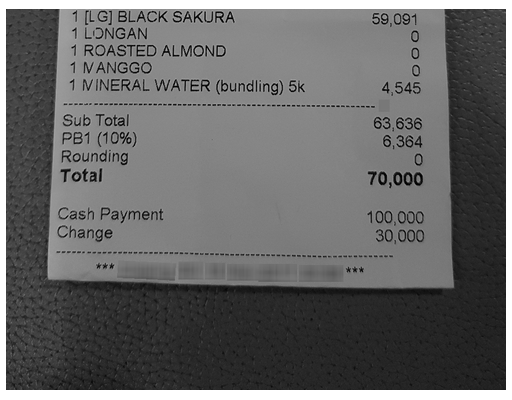 1 [LG] BLACK SAKURA 59,091
1 LONGAN 0
1 ROASTED ALMOND 0
1 MANGGO 0
1 MINERAL WATER (bundling) 5k 4,545
Sub Total 63,636
PB1 (10%) 6,364
Rounding 0
Total 70,000
Cash Payment 100,000
Change 30,000
*** ***